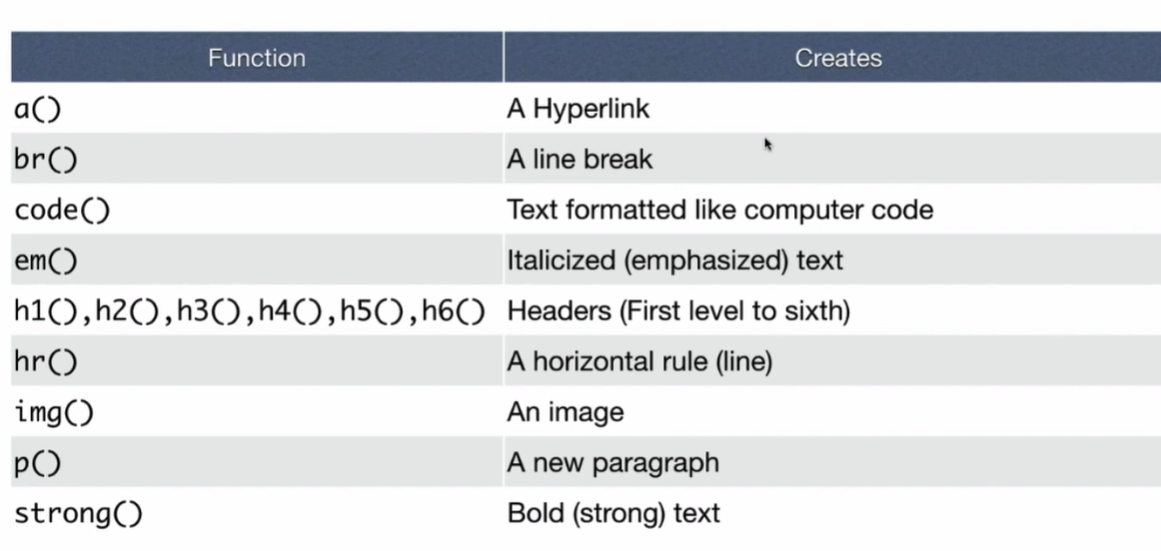 Function Creates
a() A Hyperlink
br() A line break
code() Text formatted like computer code
em() Italicized (emphasized) text
h1(),h2(),h3(),h4(),h5(),h6() Headers (First level to sixth)
hr() A horizontal rule (line)
img() An image
p() A new paragraph
strong() Bold (strong) text